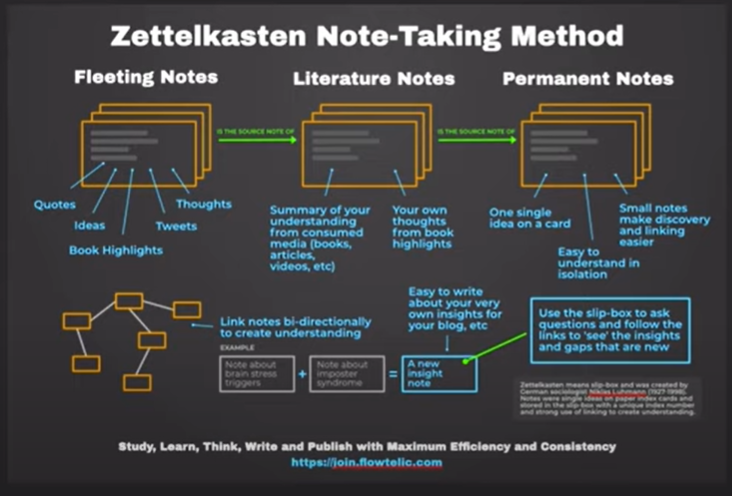 Zettelkasten Note-Taking Method
Fleeting Notes
Literature Notes
Permanent Notes
IS THE SOURCE NOTE OF
IS THE SOURCE NOTE OF
Quotes
Ideas
Book Highlights
Tweets
Thoughts
Summary of your
understanding
from consumed
media (books,
articles,
videos, etc)
Your own
thoughts
from book
highlights
One single
idea on a card
Easy to
understand in
isolation
Small notes
make discovery
and linking
easier
Link notes bi-directionally
to create understanding
EXAMPLE
Note about
brain stress
triggers
+
Note about
imposter
syndrome
=
A new
insight
note
Easy to write
about your very
own insights for
your blog, etc
Use the slip-box to ask
questions and follow the
links to 'see' the insights
and gaps that are new
Zettelkasten means slip-box and was created by
German sociologist Niklas Luhmann (1927-1998).
Notes were single ideas on paper index cards and
stored in the slip-box with a unique index number
and strong use of linking to create understanding.
Study, Learn, Think, Write and Publish with Maximum Efficiency and Consistency
https://join.flowtelic.com